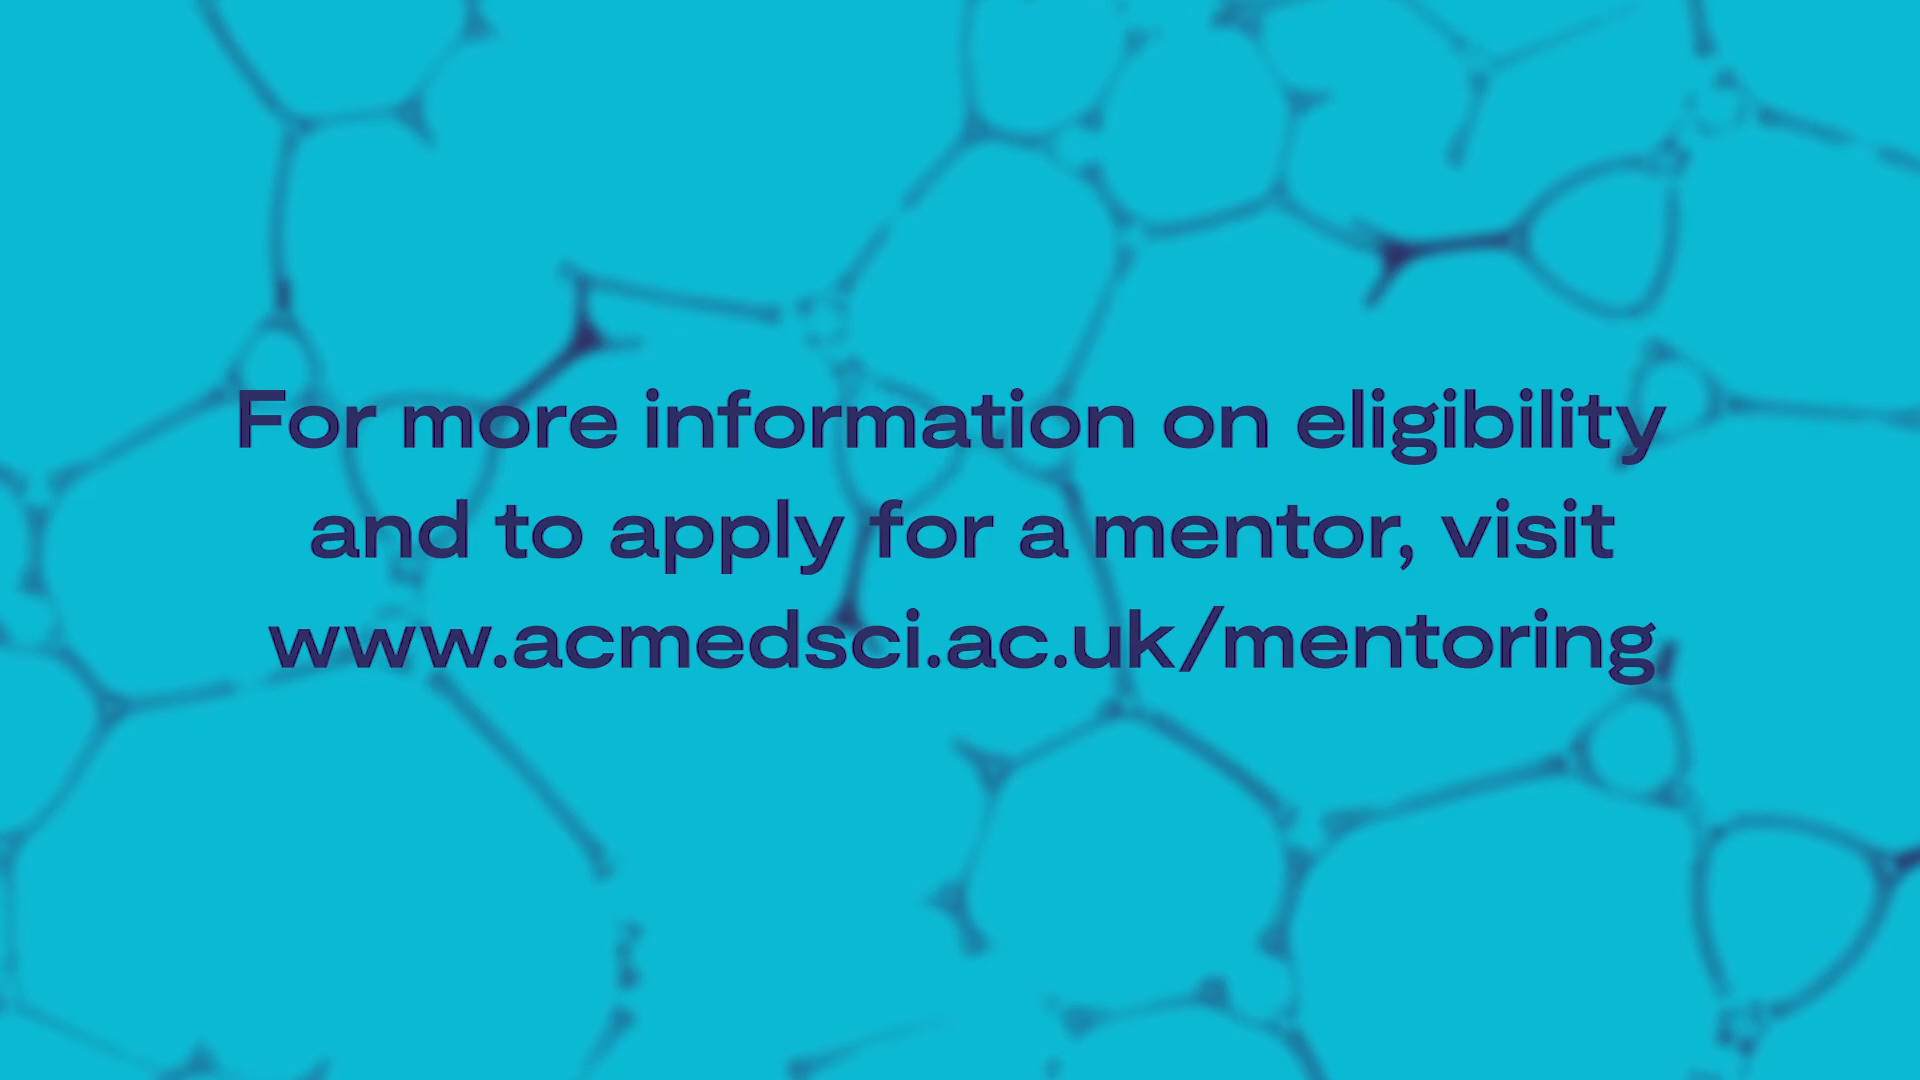 For more information on eligibility
and to apply for a mentor, visit
www.acmedsci.ac.uk/mentoring